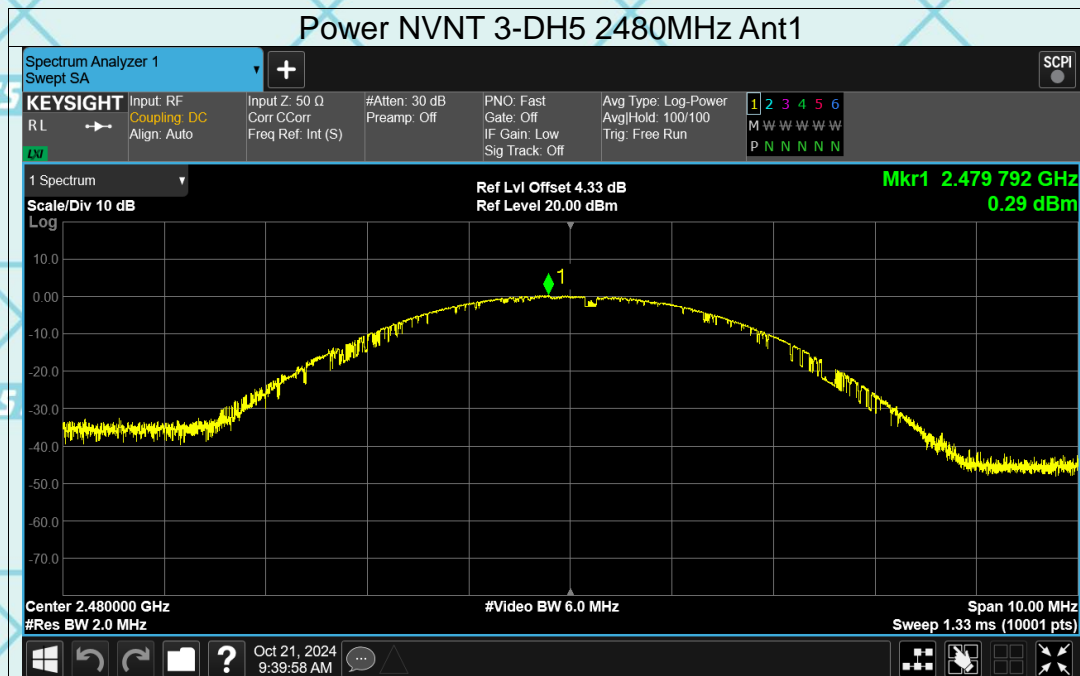 Power NVNT 3-DH5 2480MHz Ant1
Spectrum Analyzer 1
Swept SA
+
SCPI
KEYSIGHT
R L
LXI
Input: RF
Coupling: DC
Align: Auto
Input Z: 50 Ω
Corr CCorr
Freq Ref: Int (S)
#Atten: 30 dB
Preamp: Off
PNO: Fast
Gate: Off
IF Gain: Low
Sig Track: Off
Avg Type: Log-Power
Avg|Hold: 100/100
Trig: Free Run
1 2 3 4 5 6
M W W W W W
P N N N N N
1 Spectrum
Scale/Div 10 dB
Ref Lvl Offset 4.33 dB
Ref Level 20.00 dBm
Mkr1 2.479 792 GHz
0.29 dBm
Log
10.0
0.00
-10.0
-20.0
-30.0
-40.0
-50.0
-60.0
-70.0
1
Center 2.480000 GHz
#Video BW 6.0 MHz
Span 10.00 MHz
#Res BW 2.0 MHz
Sweep 1.33 ms (10001 pts)
?
Oct 21, 2024
9:39:58 AM